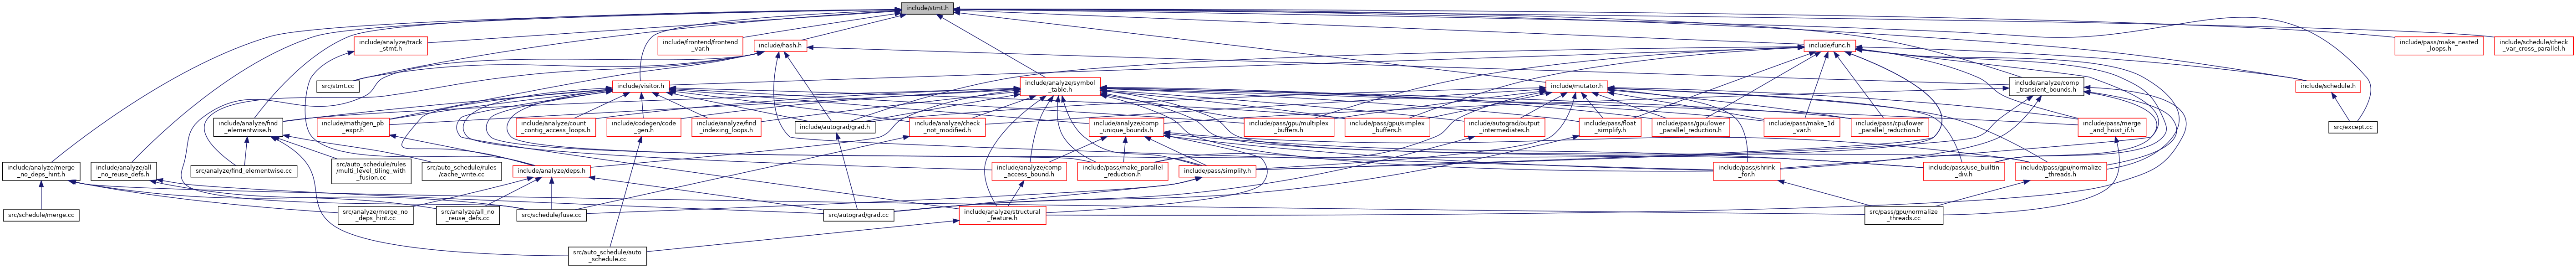 include/stmt.h
include/analyze/track
_stmt.h
include/frontend/frontend
_var.h
include/hash.h
include/func.h
include/pass/make_nested
_loops.h
include/schedule/check
_var_cross_parallel.h
src/stmt.cc
include/visitor.h
include/analyze/symbol
_table.h
include/mutator.h
include/analyze/comp
_transient_bounds.h
include/schedule.h
include/analyze/find
_elementwise.h
include/math/gen_pb
_expr.h
include/analyze/count
_contig_access_loops.h
include/codegen/code
_gen.h
include/analyze/find
_indexing_loops.h
include/autograd/grad.h
include/analyze/check
_not_modified.h
include/analyze/comp
_unique_bounds.h
include/pass/gpu/multiplex
_buffers.h
include/pass/gpu/simplex
_buffers.h
include/autograd/output
_intermediates.h
include/pass/float
_simplify.h
include/pass/gpu/lower
_parallel_reduction.h
include/pass/make_1d
_var.h
include/pass/cpu/lower
_parallel_reduction.h
include/pass/merge
_and_hoist_if.h
src/except.cc
include/analyze/merge
_no_deps_hint.h
include/analyze/all
_no_reuse_defs.h
src/analyze/find_elementwise.cc
src/auto_schedule/rules
/multi_level_tiling_with
_fusion.cc
src/auto_schedule/rules
/cache_write.cc
include/analyze/deps.h
include/analyze/comp
_access_bound.h
include/pass/make_parallel
_reduction.h
include/pass/simplify.h
include/pass/shrink
_for.h
include/pass/use_builtin
_div.h
include/pass/gpu/normalize
_threads.h
src/schedule/merge.cc
src/analyze/merge_no
_deps_hint.cc
src/analyze/all_no
_reuse_defs.cc
src/schedule/fuse.cc
src/autograd/grad.cc
include/analyze/structural
_feature.h
src/pass/gpu/normalize
_threads.cc
src/auto_schedule/auto
_schedule.cc